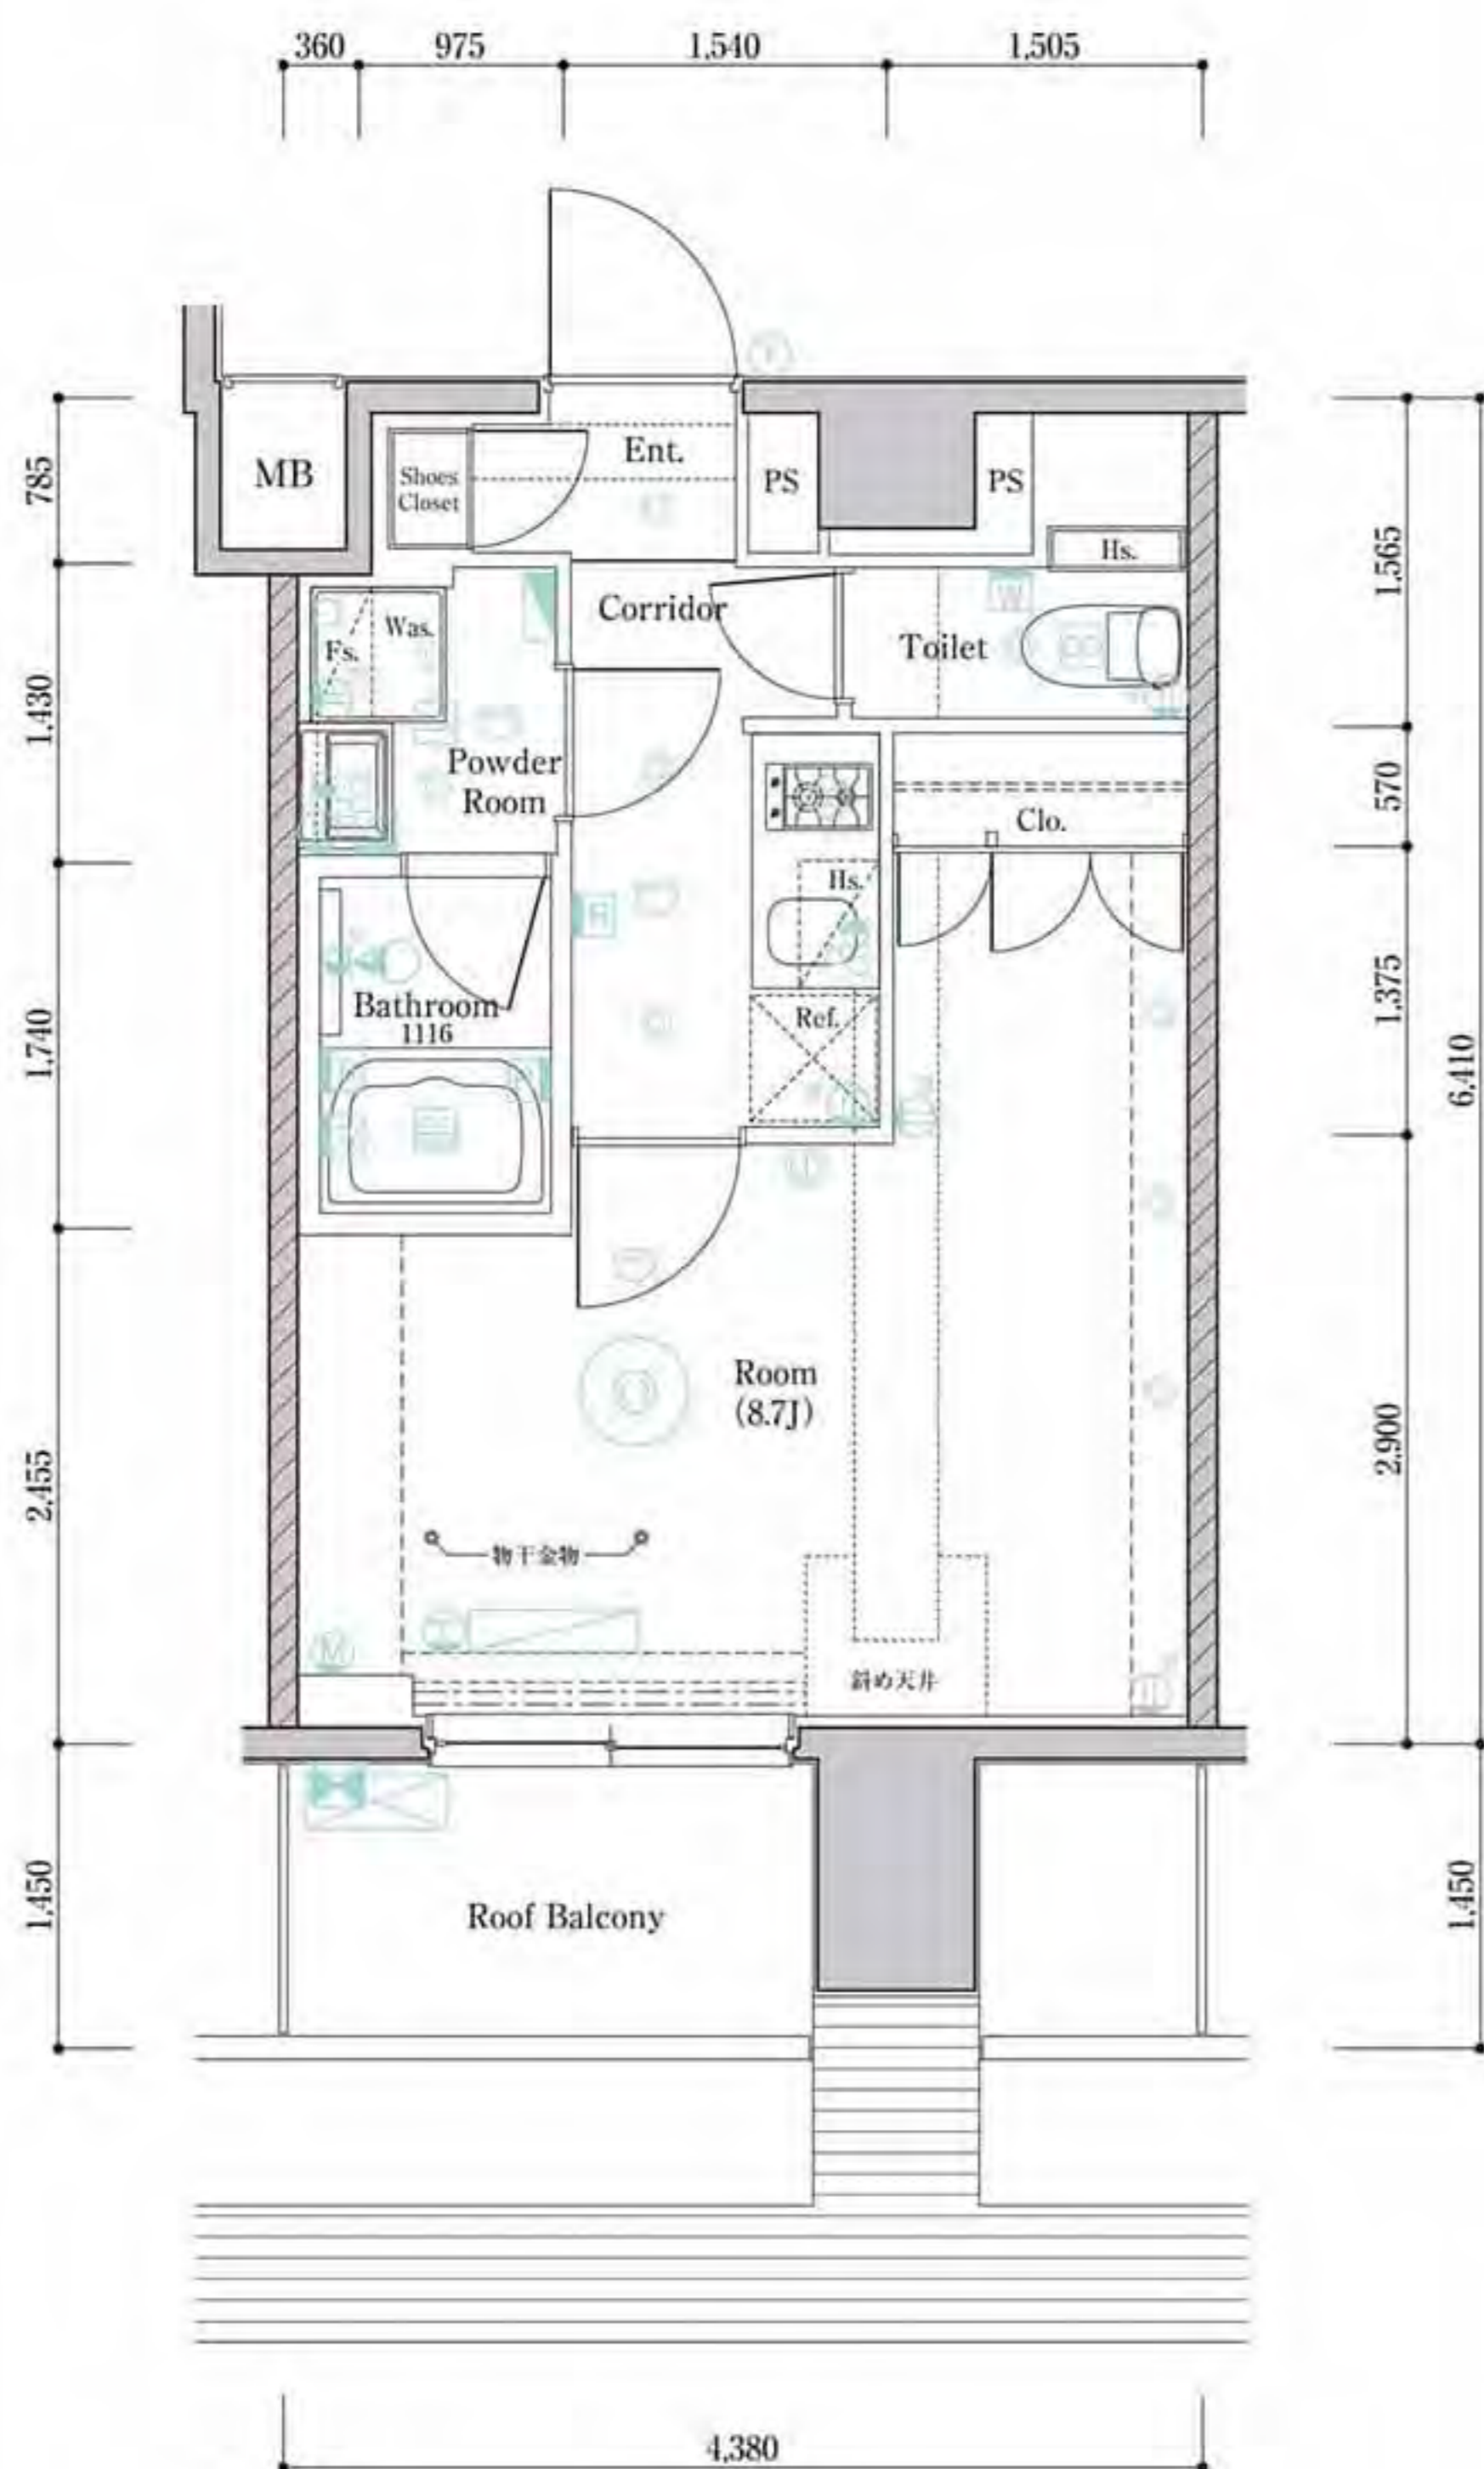 360 975 1,540 1,505
MB
Shoes
Closet
Ent.
PS
PS
Hs.
785
1,565
Corridor
Toilet
W
Was.
Fs.
Powder
Room
1,430
570
Clo.
Hs.
R
Bathroom
1116
Ref.
1,740
1,375
6,410
Room
(8.7J)
2,455
2,900
物干金物
M
斜め天井
Roof Balcony
1,450
1,450
4,380